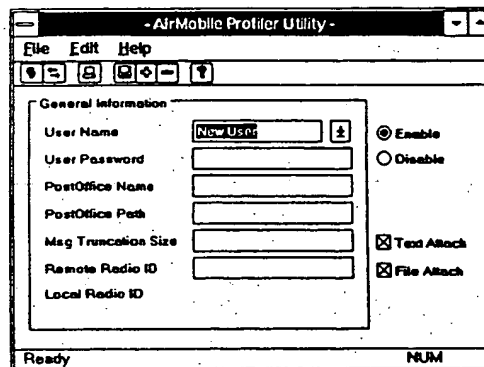 - AirMobile Profiler Utility -
File Edit Help
General Information
User Name New User
Enable
User Password
Disable
PostOffice Name
PostOffice Path
Msg Truncation Size
Text Attach
Remote Radio ID
File Attach
Local Radio ID
Ready NUM